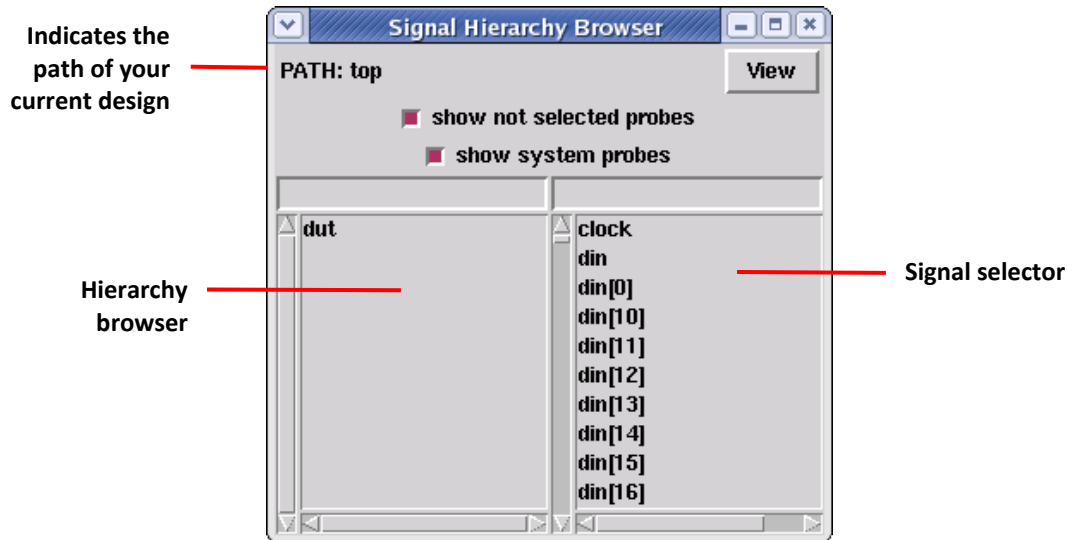 Signal Hierarchy Browser
Indicates the
path of your
current design
PATH: top
View
show not selected probes
show system probes
dut
clock
din
din[0]
din[10]
din[11]
din[12]
din[13]
din[14]
din[15]
din[16]
Hierarchy
browser
Signal selector